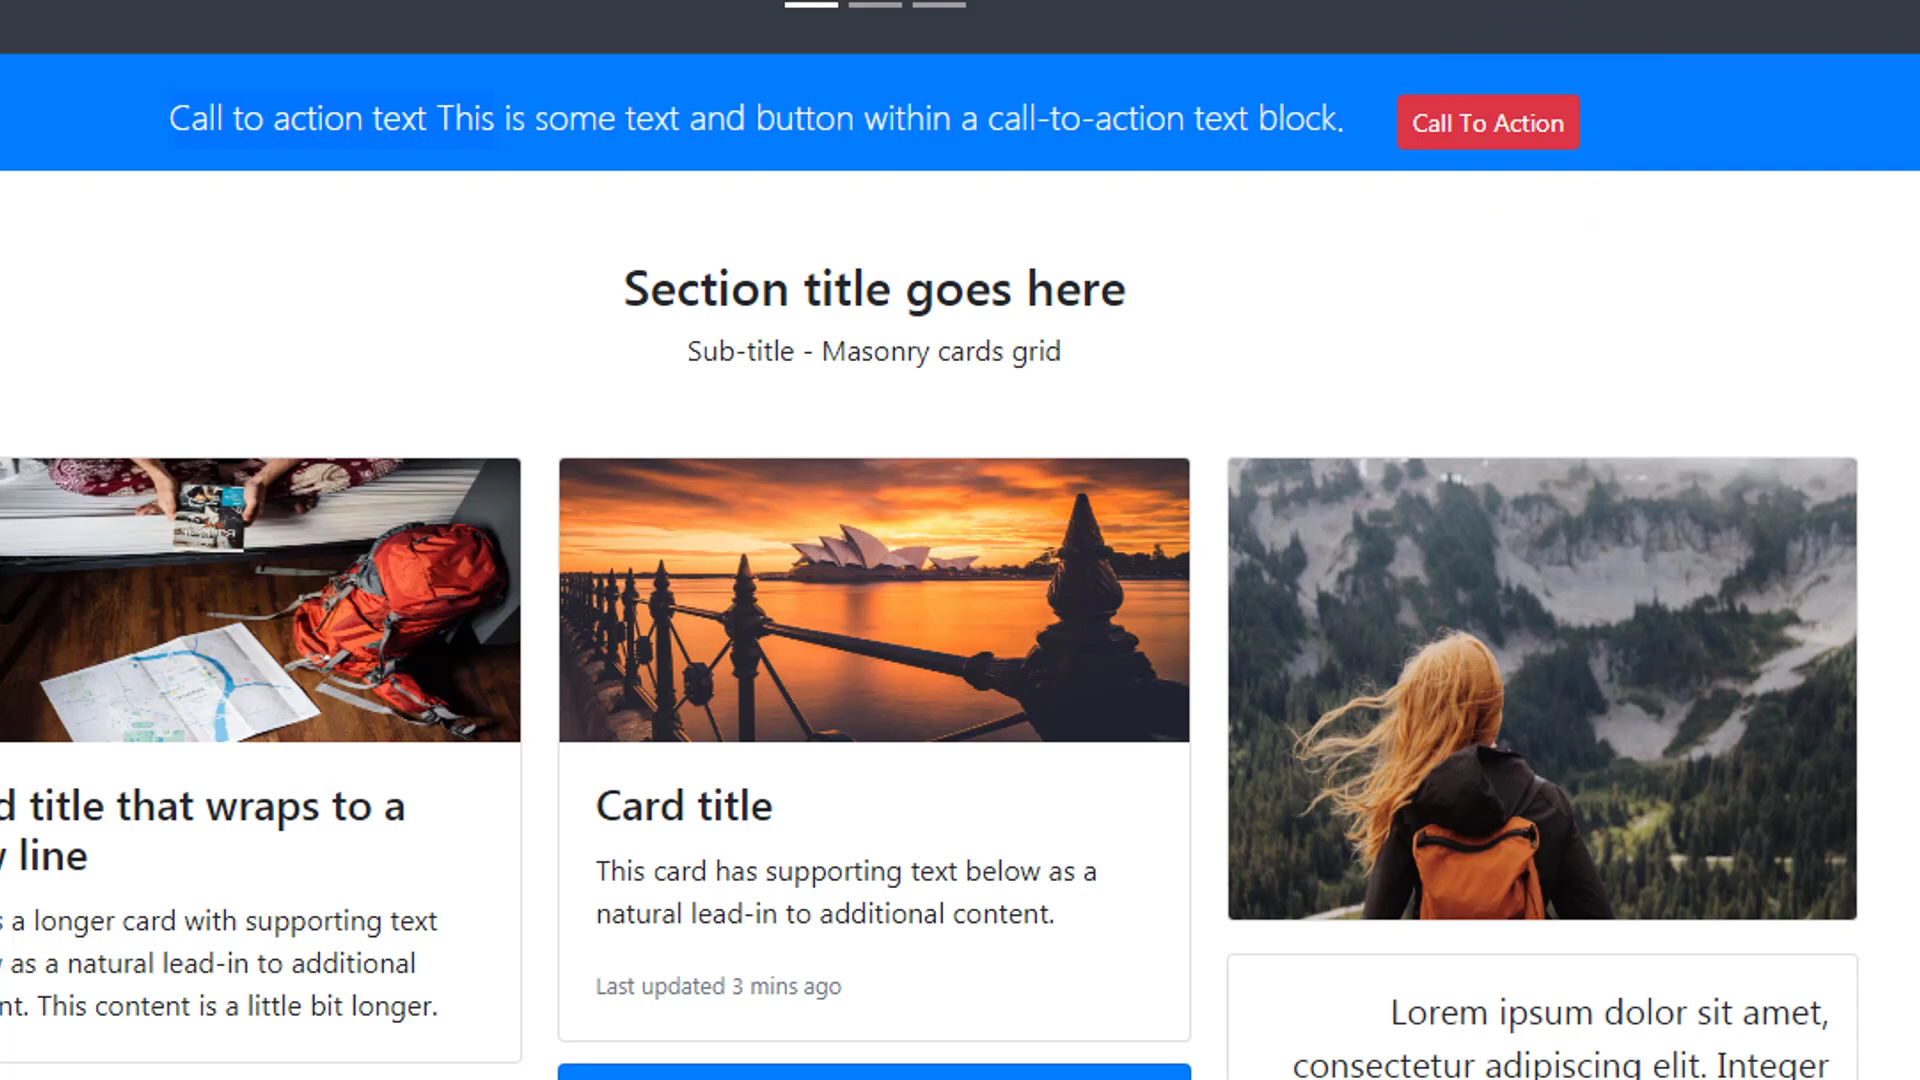 Call to action text This is some text and button within a call-to-action text block.
Call To Action
Section title goes here
Sub-title - Masonry cards grid
d title that wraps to a
line
a longer card with supporting text
as a natural lead-in to additional
nt. This content is a little bit longer.
Card title
This card has supporting text below as a
natural lead-in to additional content.
Last updated 3 mins ago
Lorem ipsum dolor sit amet,
consectetur adipiscing elit. Integer